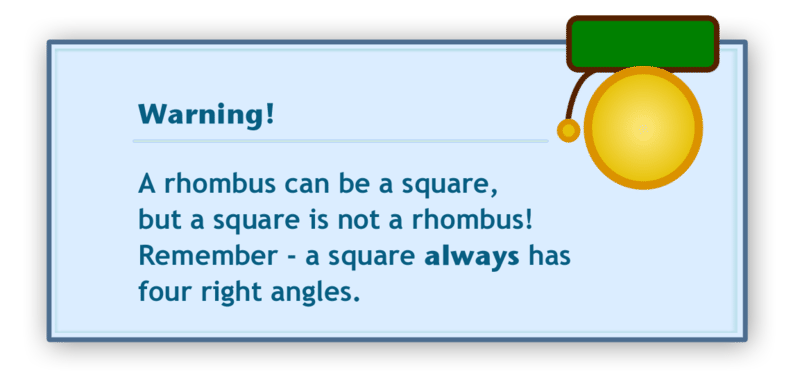 Warning!
A rhombus can be a square,
but a square is not a rhombus!
Remember - a square always has
four right angles.